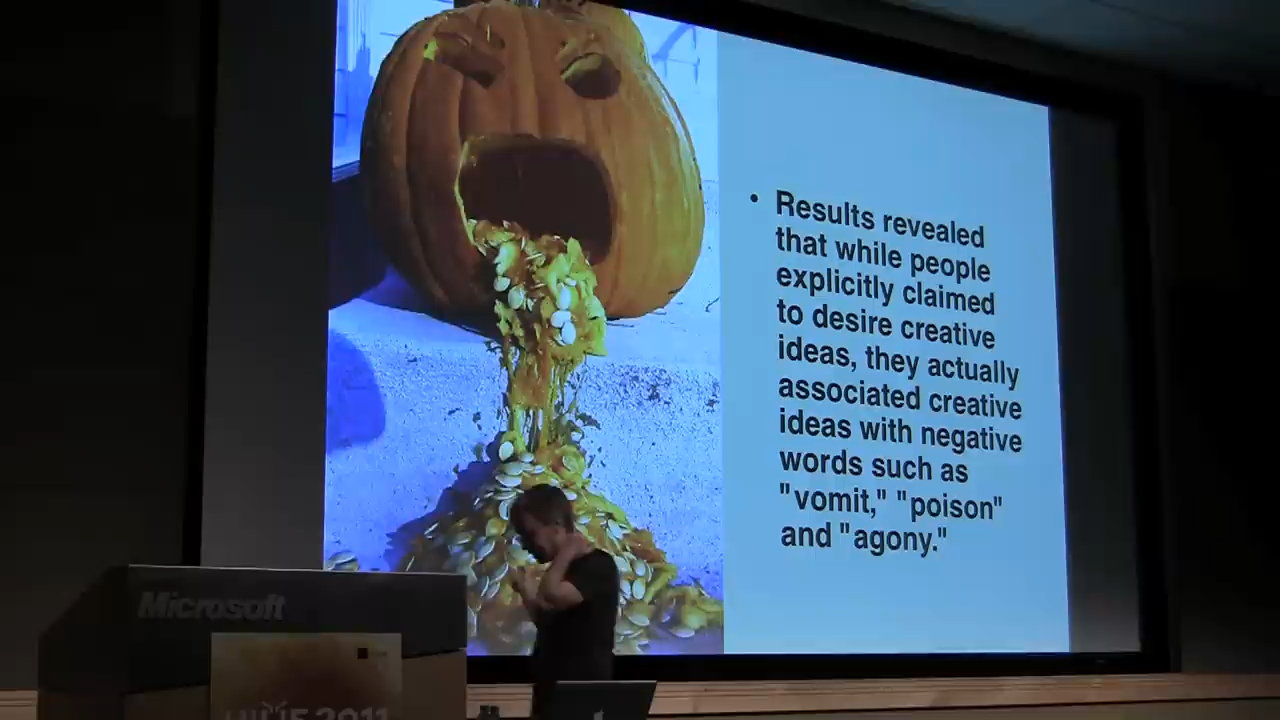 • Results revealed
that while people
explicitly claimed
to desire creative
ideas, they actually
associated creative
ideas with negative
words such as
"vomit," "poison"
and "agony."
Microsoft
2011